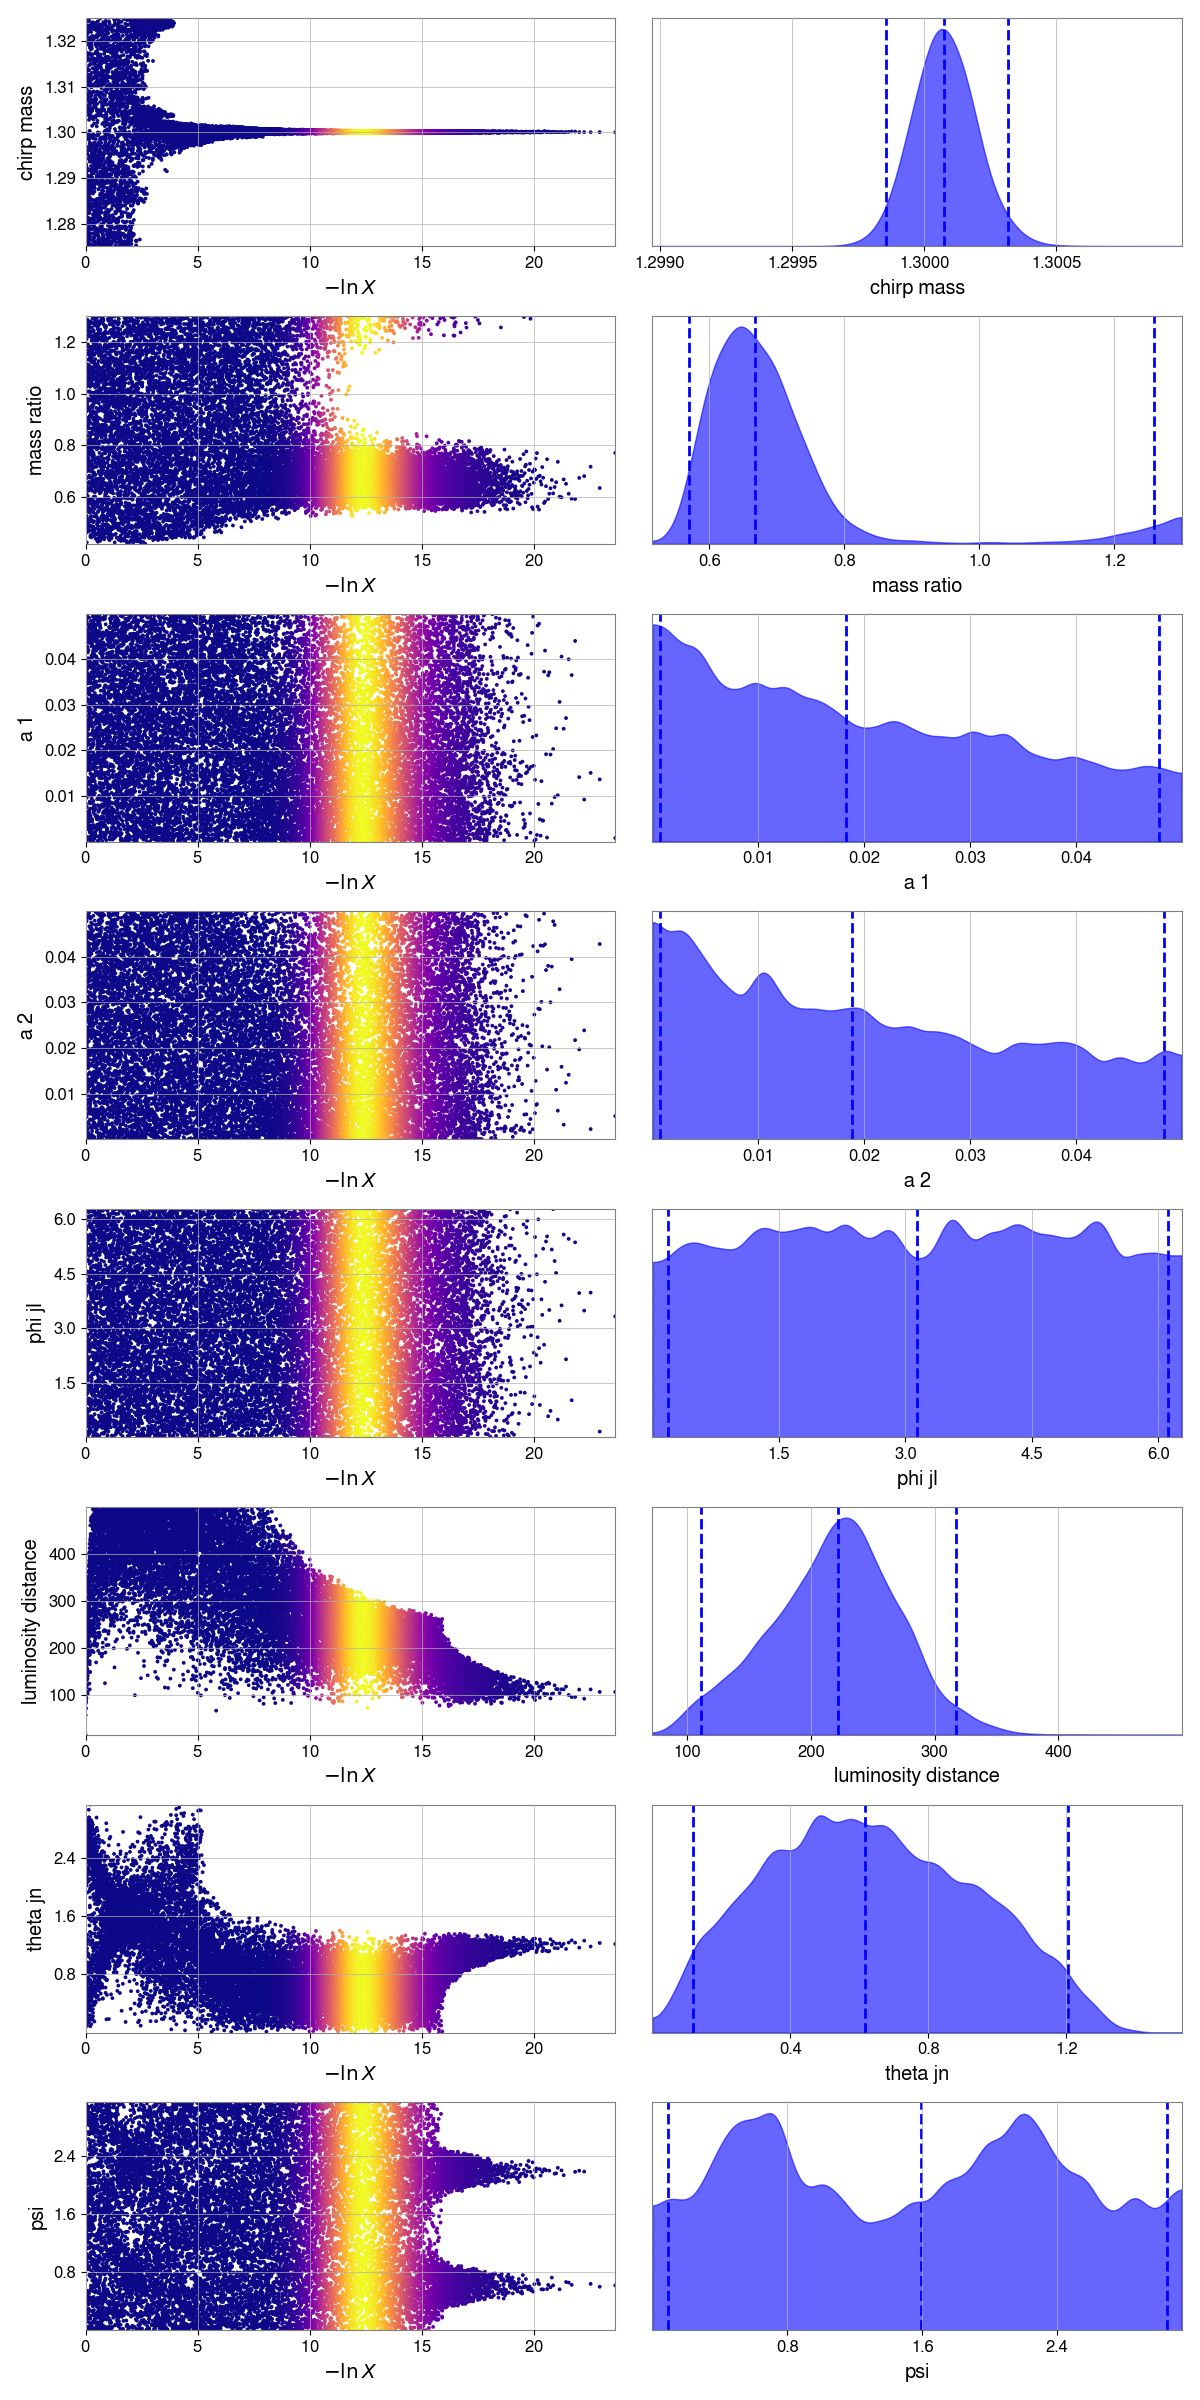 chirp mass
1.32
1.31
1.30
1.29
1.28
0 5 10 15 20
−ln X
1.2990 1.2995 1.3000 1.3005
chirp mass
mass ratio
1.2
1.0
0.8
0.6
0 5 10 15 20
−ln X
0.6 0.8 1.0 1.2
mass ratio
a 1
0.04
0.03
0.02
0.01
0 5 10 15 20
−ln X
0.01 0.02 0.03 0.04
a 1
a 2
0.04
0.03
0.02
0.01
0 5 10 15 20
−ln X
0.01 0.02 0.03 0.04
a 2
phi jl
6.0
4.5
3.0
1.5
0 5 10 15 20
−ln X
1.5 3.0 4.5 6.0
phi jl
luminosity distance
400
300
200
100
0 5 10 15 20
−ln X
100 200 300 400
luminosity distance
theta jn
2.4
1.6
0.8
0 5 10 15 20
−ln X
0.4 0.8 1.2
theta jn
psi
2.4
1.6
0.8
0 5 10 15 20
−ln X
0.8 1.6 2.4
psi